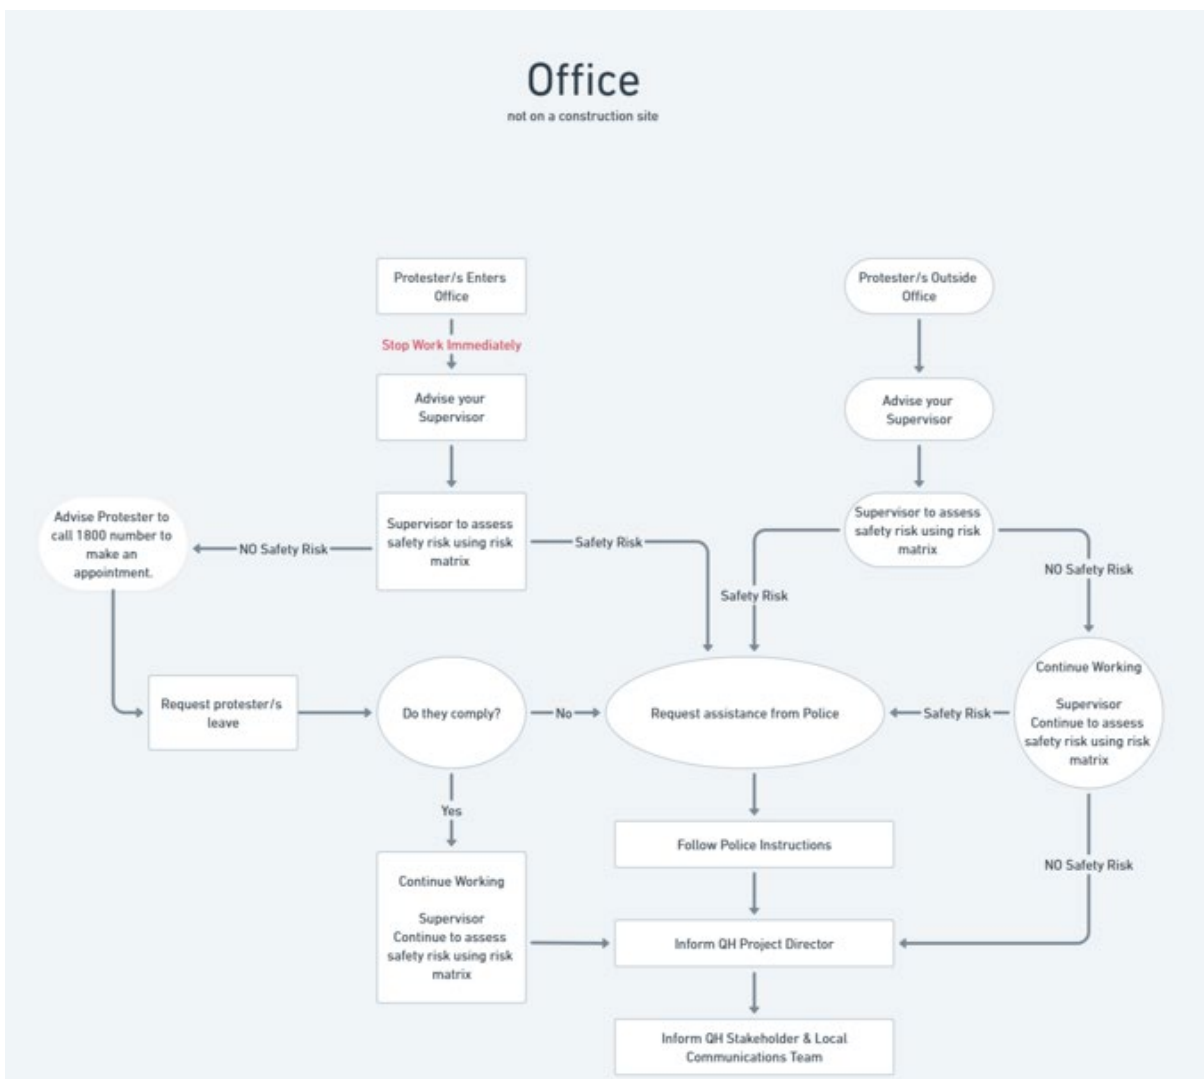 Office
not on a construction site
Protester/s Enters
Office
Protester/s Outside
Office
Stop Work Immediately
Advise your
Supervisor
Advise your
Supervisor
Advise Protester to
call 1800 number to
make an
appointment.
NO Safety Risk
Supervisor to assess
safety risk using risk
matrix
Safety Risk
Supervisor to assess
safety risk using risk
matrix
Safety Risk
NO Safety Risk
Request protester/s
leave
Do they comply?
No
Request assistance from Police
Safety Risk
Continue Working
Supervisor
Continue to assess
safety risk using risk
matrix
Yes
Follow Police Instructions
NO Safety Risk
Continue Working
Supervisor
Continue to assess
safety risk using risk
matrix
Inform QH Project Director
Inform QH Stakeholder & Local
Communications Team